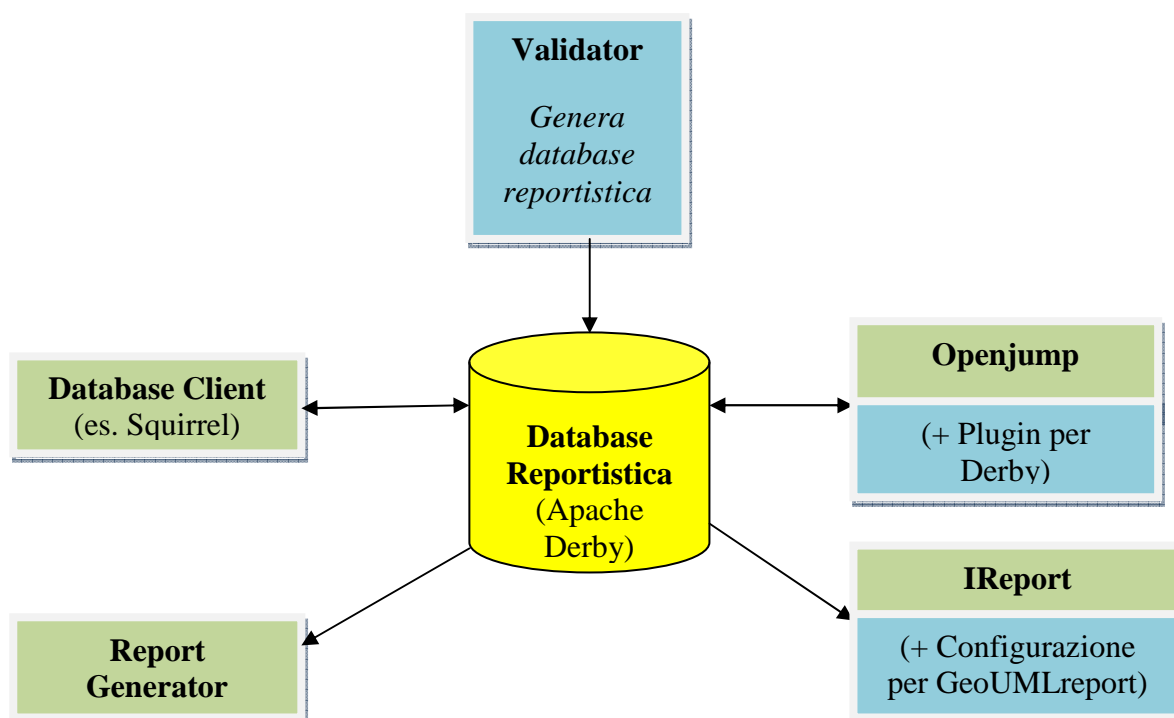 Validator
Genera
database
reportistica
Database Client
(es. Squirrel)
Database
Reportistica
(Apache
Derby)
Openjump
(+ Plugin per
Derby)
Report
Generator
IReport
(+ Configurazione
per GeoUMLreport)